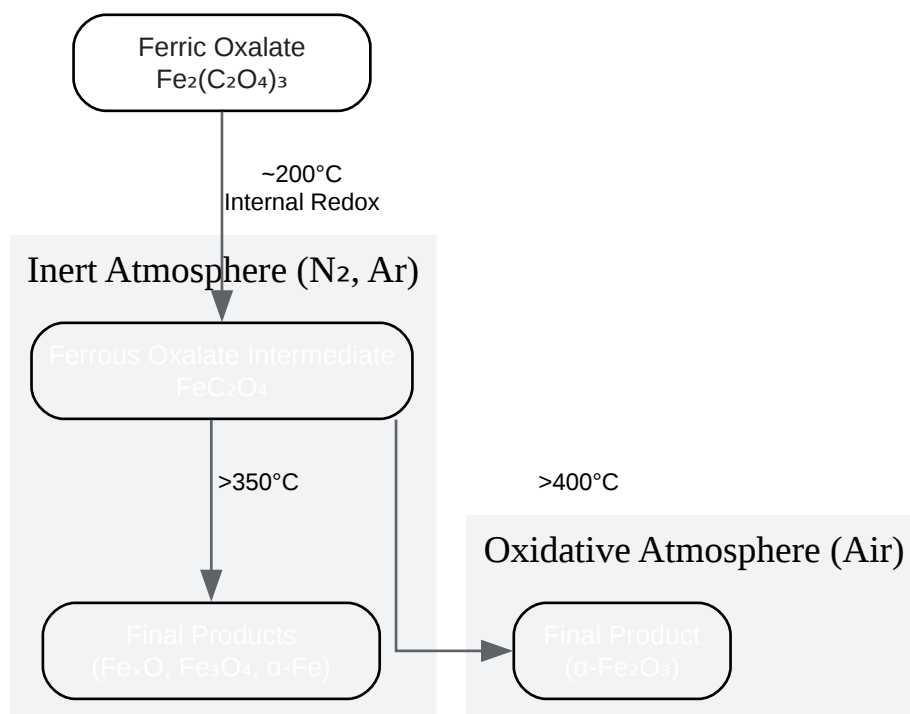 Ferric Oxalate
Fe₂(C₂O₄)₃
~200°C
Internal Redox
Inert Atmosphere (N₂, Ar)
Ferrous Oxalate Intermediate
FeC₂O₄
>350°C
>400°C
Oxidative Atmosphere (Air)
Final Products
(FeₓO, Fe₃O₄, α-Fe)
Final Product
(α-Fe₂O₃)